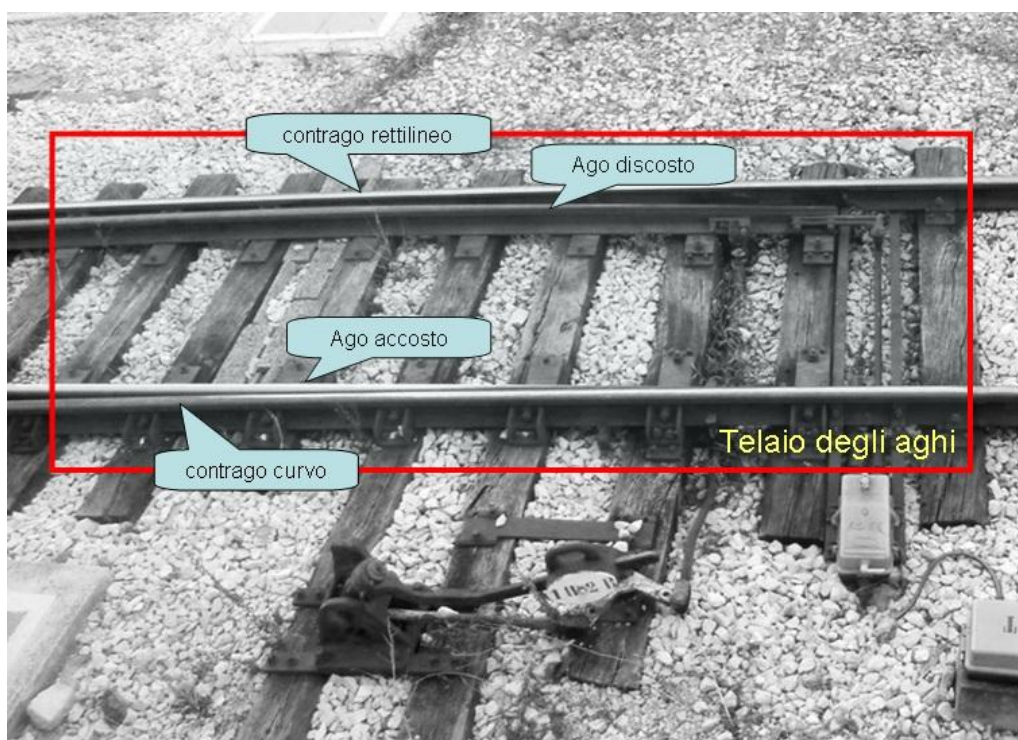 contrago rettilineo
Ago discosto
Ago accosto
Telaio degli aghi
contrago curvo